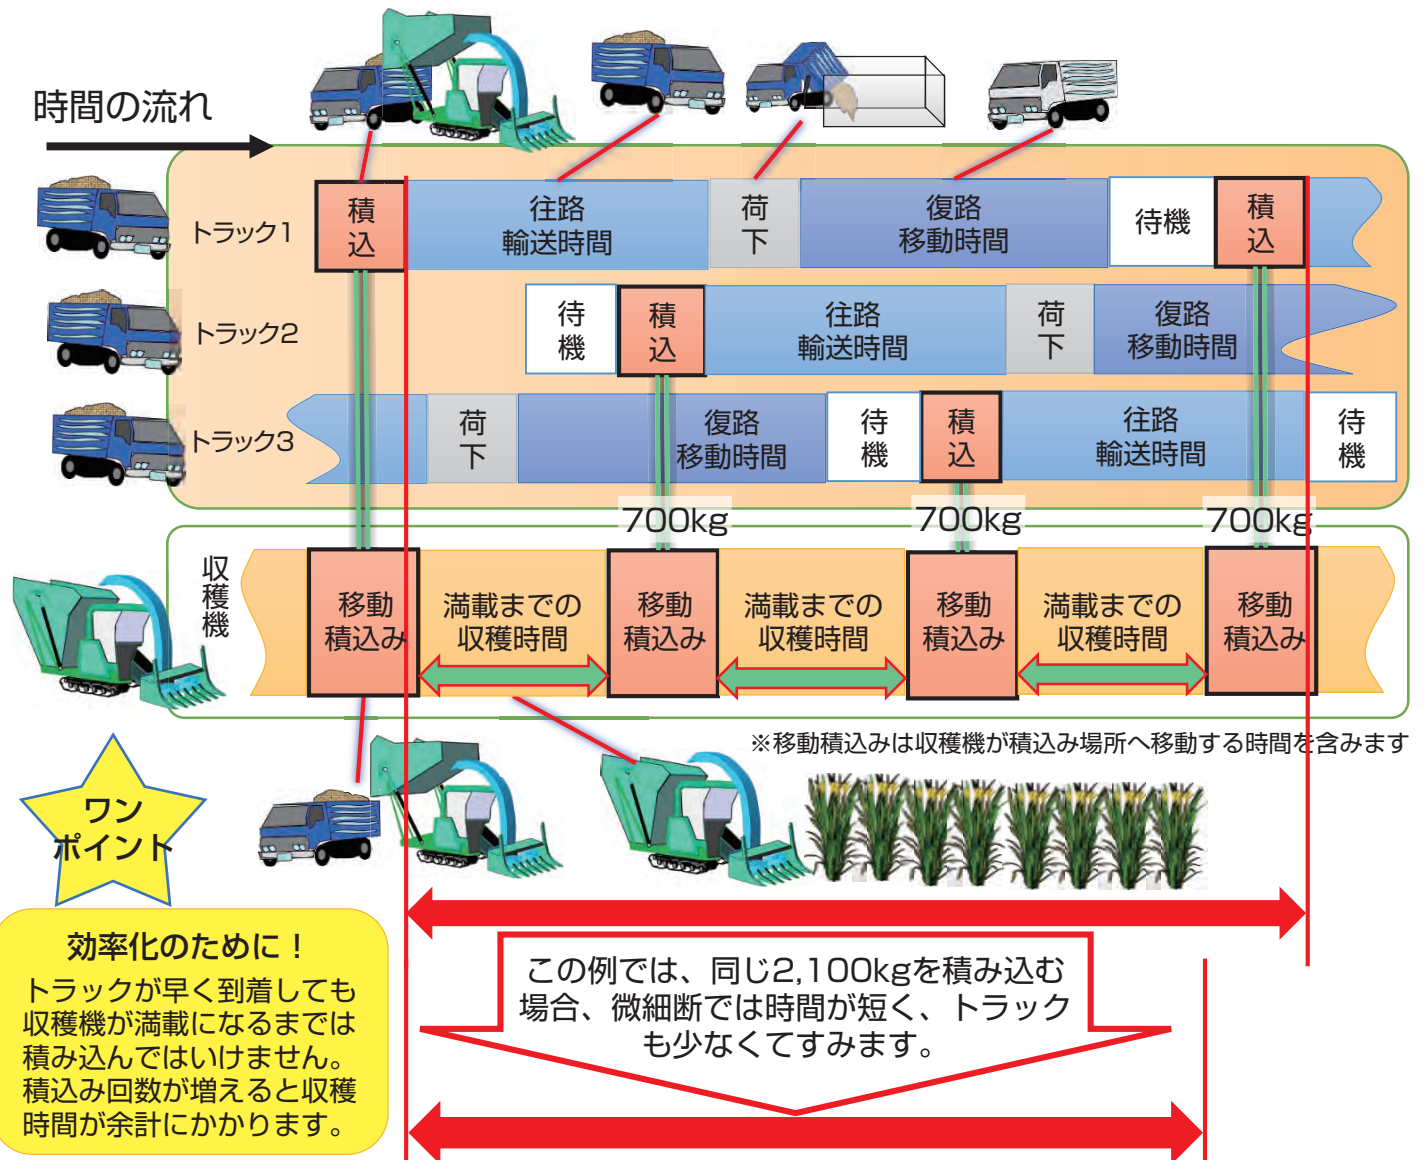 時間の流れ
トラック1
積
込
往路
輸送時間
荷
下
復路
移動時間
待機
積
込
トラック2
待
機
積
込
往路
輸送時間
荷
下
復路
移動時間
トラック3
荷
下
復路
移動時間
待
機
積
込
往路
輸送時間
待
機
700kg
700kg
700kg
収穫機
移動
積込み
満載までの
収穫時間
移動
積込み
満載までの
収穫時間
移動
積込み
満載までの
収穫時間
移動
積込み
※移動積込みは収穫機が積込み場所へ移動する時間を含みます
ワン
ポイント
効率化のために！
トラックが早く到着しても
収穫機が満載になるまでは
積み込んではいけません。
積込み回数が増えると収穫
時間が余計にかかります。
この例では、同じ2,100kgを積み込む
場合、微細断では時間が短く、トラック
も少なくてすみます。